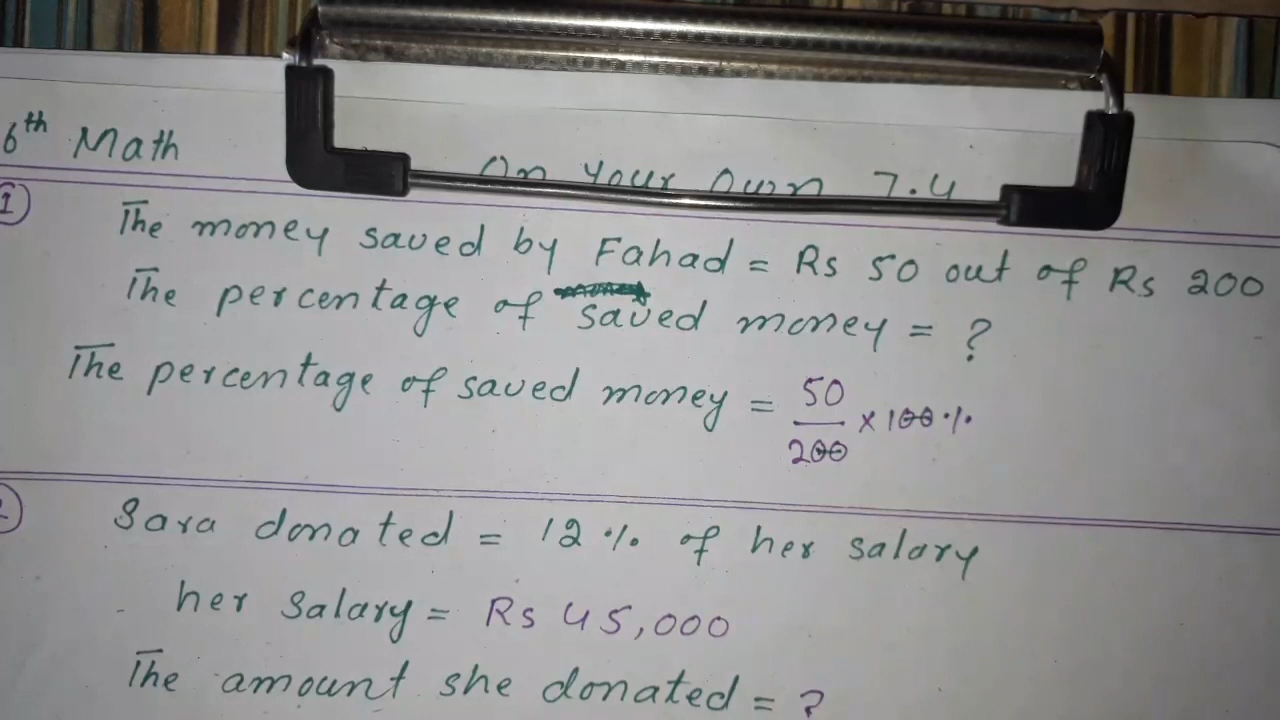 6th Math
On Your Own 7.4
1 The money saved by Fahad = Rs 50 out of Rs 200
The percentage of saved money = ?
The percentage of saved money = 50/200 × 100%
Sara donated = 12% of her salary
her salary = Rs 45,000
The amount she donated = ?